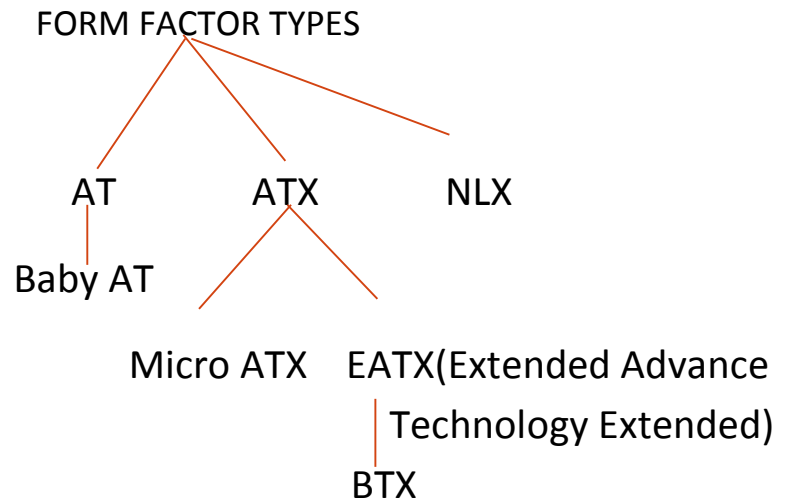 FORM FACTOR TYPES
AT ATX NLX
Baby AT
Micro ATX EATX(Extended Advance
Technology Extended)
BTX